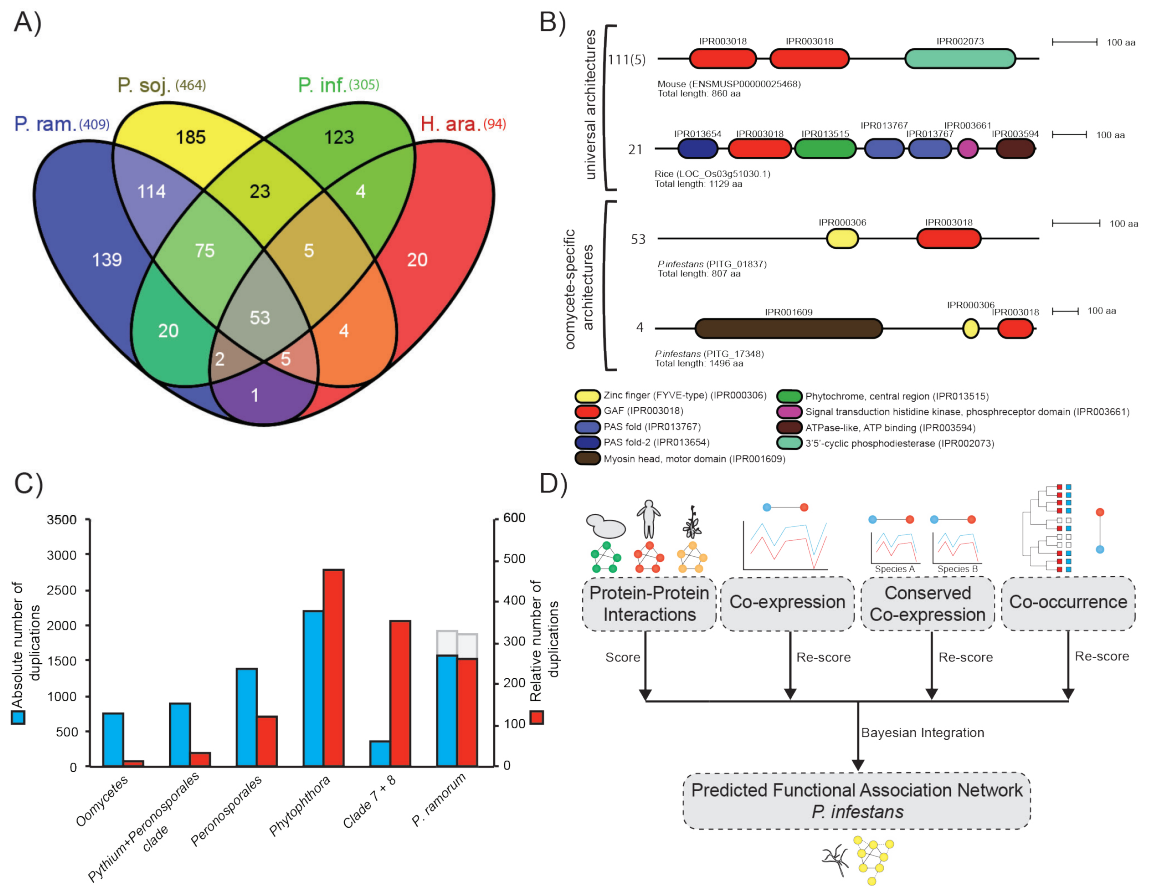 A)
P. soj. (464)
P. inf. (305)
P. ram. (409)
H. ara. (94)
185
123
114
23
4
139
75
5
20
53
20
4
2
5
1
B)
universal architectures
111(5)
IPR003018
IPR003018
IPR002073
100 aa
Mouse (ENSMUSP00000025468)
Total length: 860 aa
21
IPR013654
IPR003018
IPR013515
IPR013767
IPR013767
IPR003661
IPR003594
100 aa
Rice (LOC_Os03g51030.1)
Total length: 1129 aa
oomycete-specific
architectures
53
IPR000306
IPR003018
100 aa
P.infestans (PITG_01837)
Total length: 807 aa
4
IPR001609
IPR000306
IPR003018
100 aa
P.infestans (PITG_17348)
Total length: 1496 aa
Zinc finger (FYVE-type) (IPR000306)
GAF (IPR003018)
PAS fold (IPR013767)
PAS fold-2 (IPR013654)
Myosin head, motor domain (IPR001609)
Phytochrome, central region (IPR013515)
Signal transduction histidine kinase, phosphreceptor domain (IPR003661)
ATPase-like, ATP binding (IPR003594)
3'5'-cyclic phosphodiesterase (IPR002073)
C)
Absolute number of
duplications
3500
3000
2500
2000
1500
1000
500
0
600
500
400
300
200
100
0
Relative number of
duplications
Oomycetes
Pythium+Peronosporales
clade
Peronosporales
Phytophthora
Clade 7 + 8
P. ramorum
D)
Species A
Species B
Protein-Protein
Interactions
Co-expression
Conserved
Co-expression
Co-occurrence
Score
Re-score
Re-score
Re-score
Bayesian Integration
Predicted Functional Association Network
P. infestans